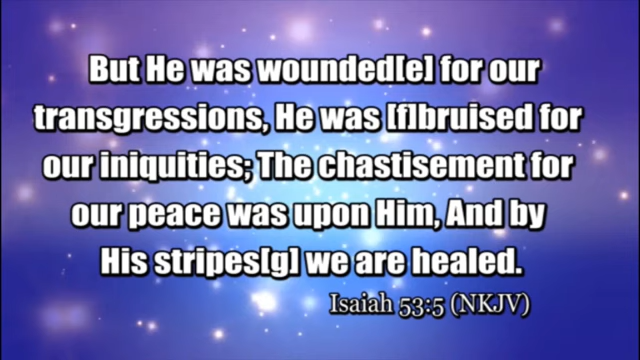 But He was wounded[e] for our
transgressions, He was [f]bruised for
our iniquities; The chastisement for
our peace was upon Him, And by
His stripes[g] we are healed.
Isaiah 53:5 (NKJV)